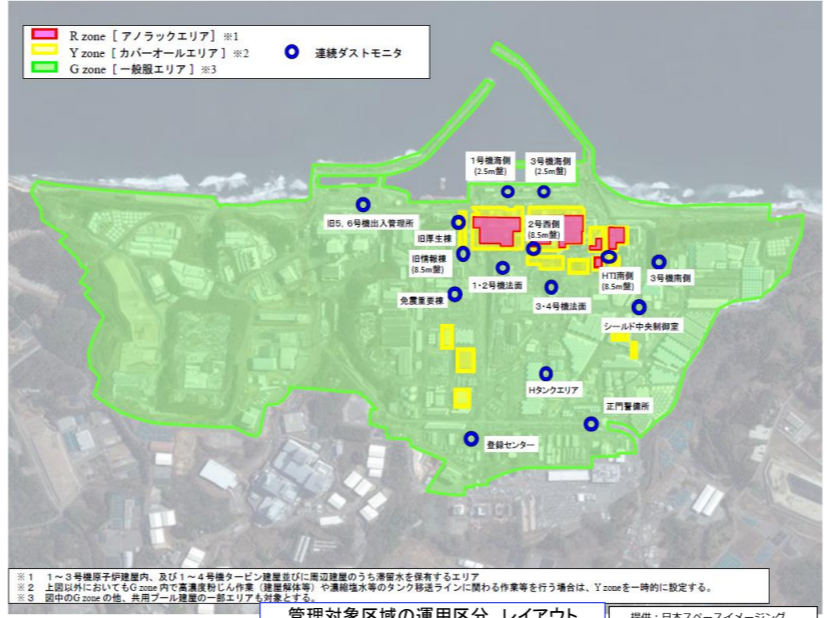 R zone [ アノラックエリア] ※1
Y zone [ カバーオールエリア] ※2
G zone [ 一般服エリア] ※3
連続ダストモニタ
1号機海側
(2.5m盤)
3号機海側
(2.5m盤)
旧5、6号機出入管理所
旧厚生棟
2号西側
(8.5m盤)
旧情報棟
(8.5m盤)
1・2号機法面
HTI南側
(8.5m盤)
3号機南側
免震重要棟
3・4号機法面
シールド中央制御室
Hタンクエリア
正門警備所
登録センター
※1 1~3号機原子炉建屋内、及び1~4号機タービン建屋並びに周辺建屋のうち滞留水を保有するエリア
※2 上図以外においてもG zone 内で高濃度粉じん作業(建屋解体等)や濃縮塩水等のタンク移送ラインに関わる作業等を行う場合は、Y zoneを一時的に設定する。
※3 図中のG zone の他、共用プール建屋の一部エリアも対象とする。
管理対象区域の運用区分 レイアウト
提供:日本スペースイメージング